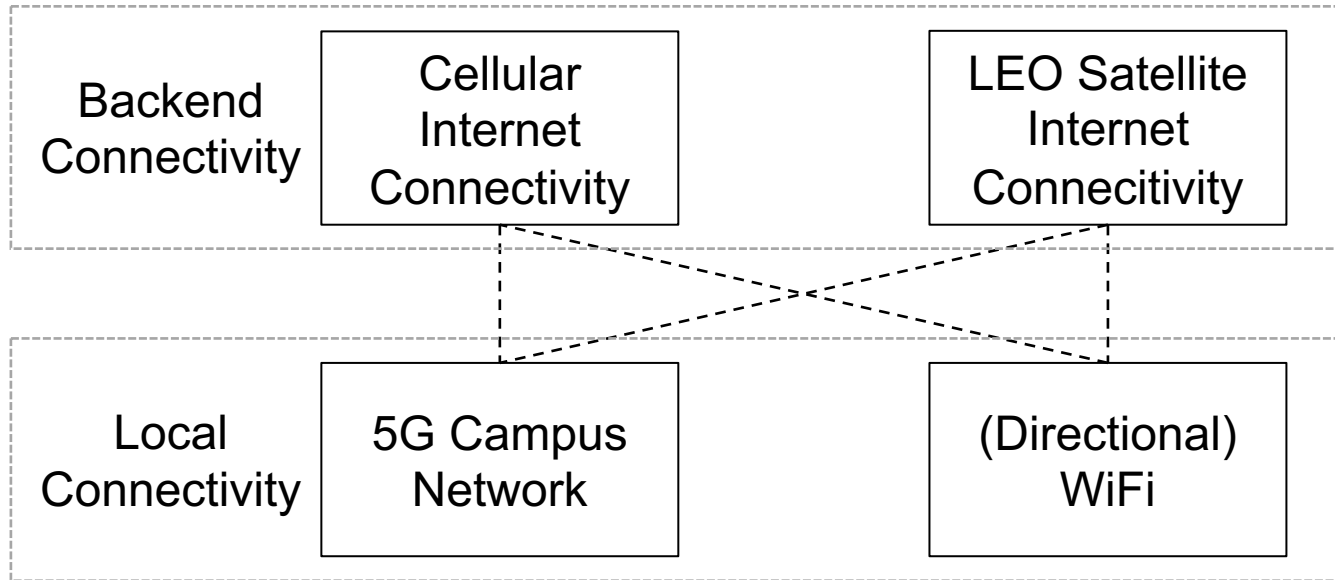 Backend
Connectivity
Cellular
Internet
Connectivity
LEO Satellite
Internet
Connecitivity
Local
Connectivity
5G Campus
Network
(Directional)
WiFi